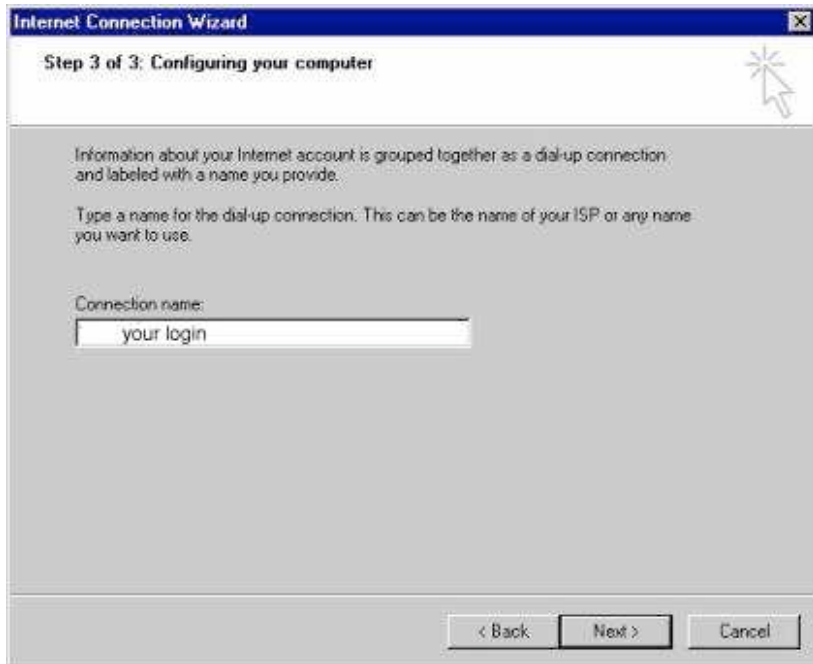 Internet Connection Wizard
Step 3 of 3: Configuring your computer
Information about your Internet account is grouped together as a dial-up connection
and labeled with a name you provide.
Type a name for the dial-up connection. This can be the name of your ISP or any name
you want to use.
Connection name:
your login
< Back
Next >
Cancel